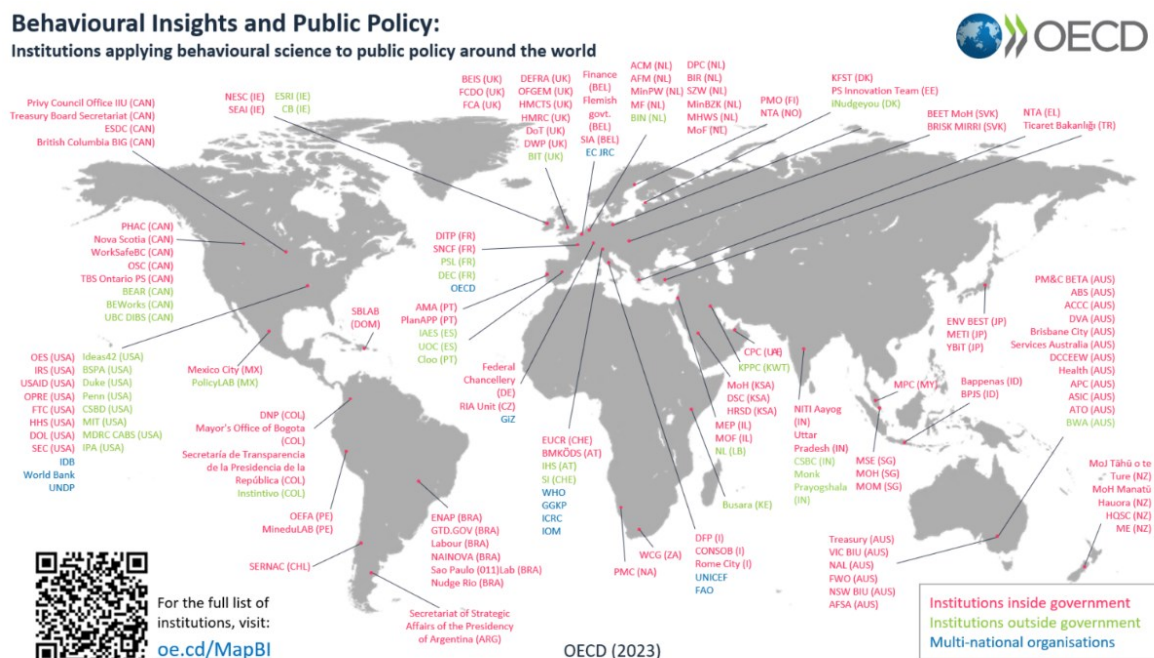 Behavioural Insights and Public Policy:
Institutions applying behavioural science to public policy around the world
OECD
Privy Council Office IIU (CAN)
Treasury Board Secretariat (CAN)
ESDC (CAN)
British Columbia BIG (CAN)
NESC (IE)
SEAI (IE)
ESRI (IE)
CB (IE)
BEIS (UK)
FCDO (UK)
FCA (UK)
DEFRA (UK)
OFGEM (UK)
HMCTS (UK)
HMRC (UK)
DoT (UK)
DWP (UK)
BIT (UK)
Finance
(BEL)
Flemish
govt.
(BEL)
SIA (BEL)
EC JRC
ACM (NL)
AFM (NL)
MinPW (NL)
MF (NL)
BIN (NL)
DPC (NL)
BIR (NL)
SZW (NL)
MinBZK (NL)
MHWS (NL)
MoF (NL)
PMO (FI)
NTA (NO)
KFST (DK)
PS Innovation Team (EE)
iNudgeyou (DK)
BEET MoH (SVK)
BRISK MIRRI (SVK)
NTA (EL)
Ticaret Bakanlığı (TR)
PHAC (CAN)
Nova Scotia (CAN)
WorkSafeBC (CAN)
OSC (CAN)
TBS Ontario PS (CAN)
BEAR (CAN)
BEWorks (CAN)
UBC DIBS (CAN)
DITP (FR)
SNCF (FR)
PSL (FR)
DEC (FR)
OECD
AMA (PT)
PlanAPP (PT)
IAES (ES)
UOC (ES)
Cloo (PT)
SBLAB
(DOM)
OES (USA)
IRS (USA)
USAID (USA)
OPRE (USA)
FTC (USA)
HHS (USA)
DOL (USA)
SEC (USA)
IDB
World Bank
UNDP
Ideas42 (USA)
BSPA (USA)
Duke (USA)
Penn (USA)
CSBD (USA)
MIT (USA)
MDRC CABS (USA)
IPA (USA)
Mexico City (MX)
PolicyLAB (MX)
DNP (COL)
Mayor's Office of Bogota
(COL)
Secretaría de Transparencia
de la Presidencia de la
República (COL)
Instintivo (COL)
OEFA (PE)
MineduLAB (PE)
SERNAC (CHL)
ENAP (BRA)
GTD.GOV (BRA)
Labour (BRA)
NAINOVA (BRA)
Sao Paulo (011)Lab (BRA)
Nudge Rio (BRA)
Secretariat of Strategic
Affairs of the Presidency
of Argentina (ARG)
Federal
Chancellery
(DE)
RIA Unit (CZ)
GIZ
EUCR (CHE)
BMKÖDS (AT)
IHS (AT)
SI (CHE)
WHO
GGKP
ICRC
IOM
PMC (NA)
WCG (ZA)
DFP (I)
CONSOB (I)
Rome City (I)
UNICEF
FAO
CPC
KPPC (KWT)
MoH (KSA)
DSC (KSA)
HRSD (KSA)
MEP (IL)
MOF (IL)
NL (LB)
Busara (KE)
NITI Aayog
(IN)
Uttar
Pradesh (IN)
CSBC (IN)
Monk
Prayogshala
(IN)
ENV BEST (JP)
METI (JP)
YBiT (JP)
MPC (MY)
Bappenas (ID)
BPJS (ID)
MSE (SG)
MOH (SG)
MOM (SG)
PM&C BETA (AUS)
ABS (AUS)
ACCC (AUS)
DVA (AUS)
Brisbane City (AUS)
Services Australia (AUS)
DCCEEW (AUS)
Health (AUS)
APC (AUS)
ASIC (AUS)
ATO (AUS)
BWA (AUS)
Treasury (AUS)
VIC BIU (AUS)
NAL (AUS)
FWO (AUS)
NSW BIU (AUS)
AFSA (AUS)
MoJ Tāhū o te
Ture (NZ)
MoH Manatū
Hauora (NZ)
HQSC (NZ)
ME (NZ)
For the full list of
institutions, visit:
oe.cd/MapBI
OECD (2023)
Institutions inside government
Institutions outside government
Multi-national organisations